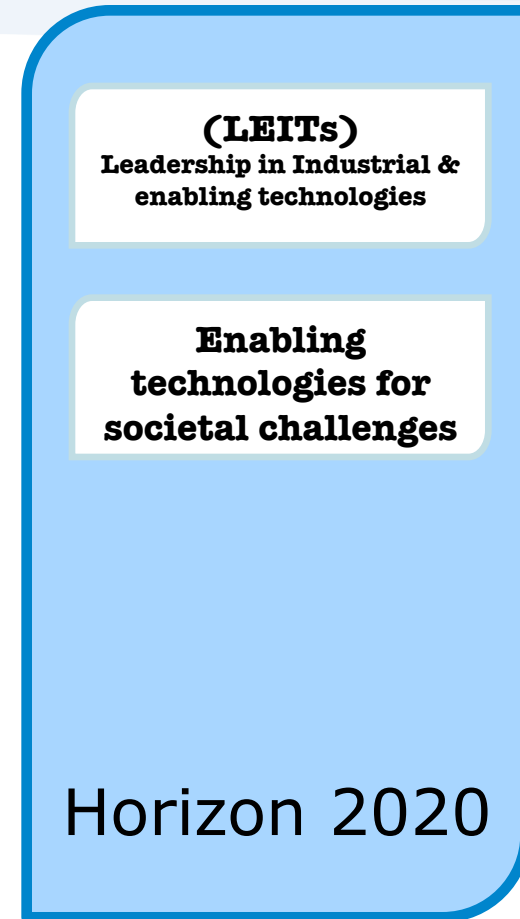 (LEITs)
Leadership in Industrial &
enabling technologies
Enabling
technologies for
societal challenges
Horizon 2020